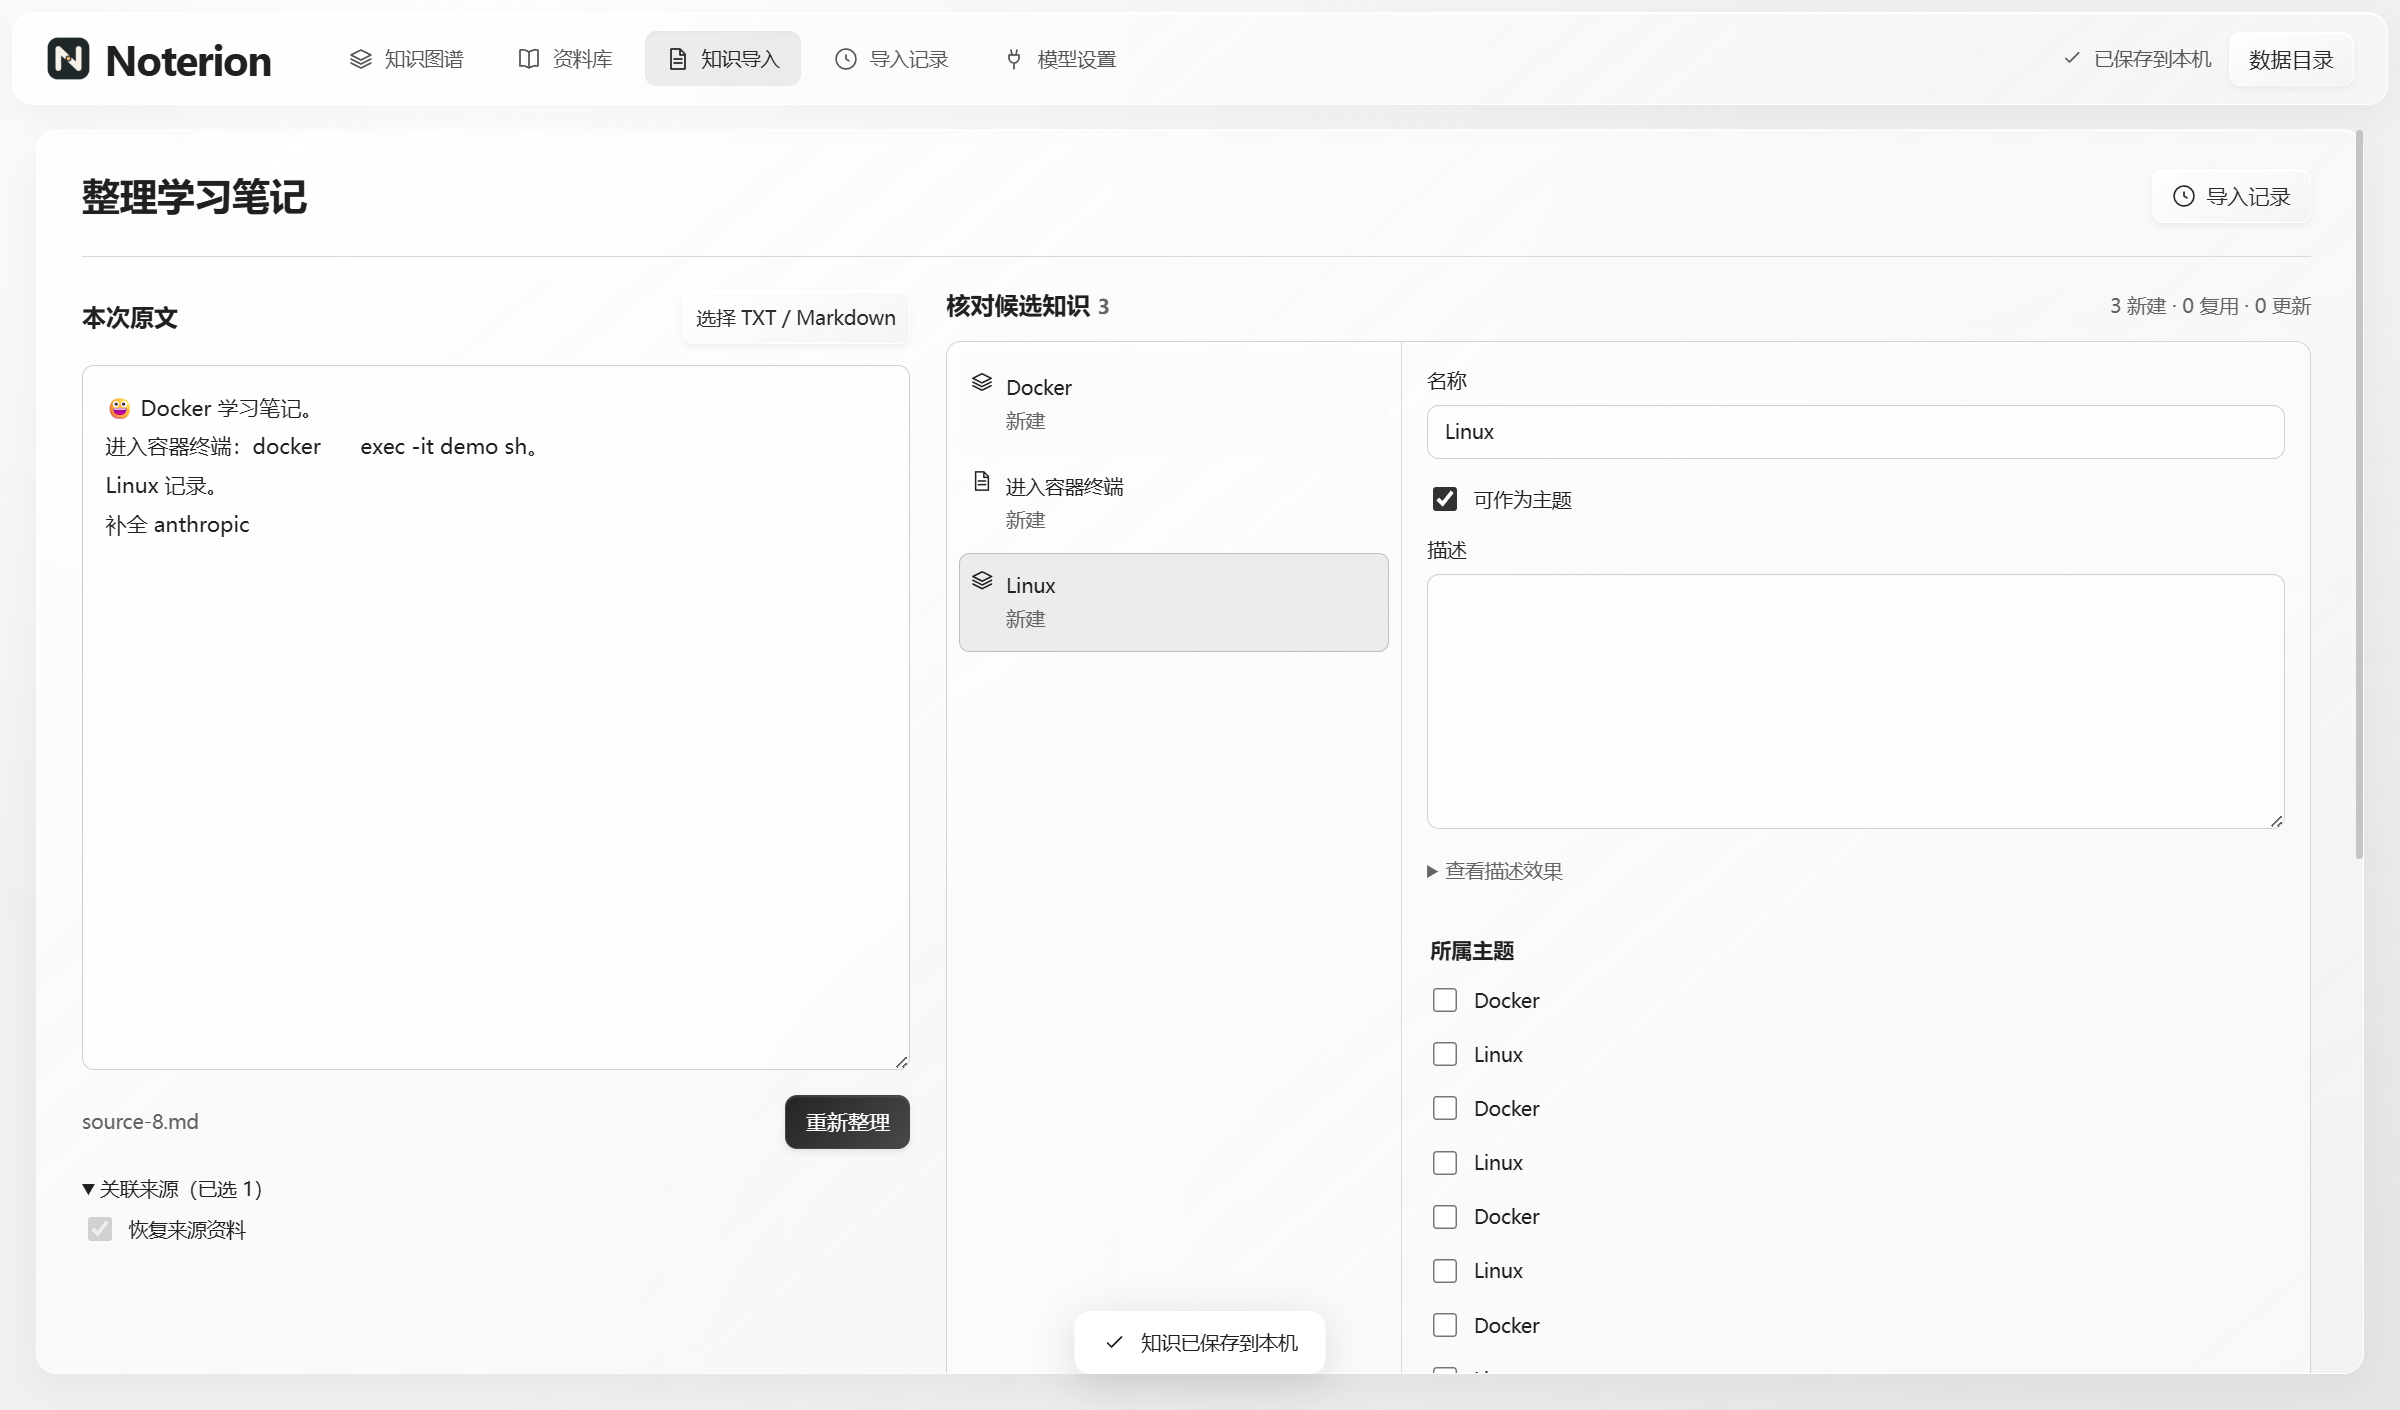 Noterion
知识图谱
资料库
知识导入
导入记录
模型设置
已保存到本机
数据目录
整理学习笔记
导入记录
本次原文
选择 TXT / Markdown
😀 Docker 学习笔记。
进入容器终端：docker  exec -it demo sh。
Linux 记录。
补全 anthropic
source-8.md
重新整理
▼ 关联来源（已选 1）
恢复来源资料
核对候选知识 3
3 新建 · 0 复用 · 0 更新
Docker
新建
进入容器终端
新建
Linux
新建
名称
Linux
可作为主题
描述
▶ 查看描述效果
所属主题
Docker
Linux
Docker
Linux
Docker
Linux
Docker
知识已保存到本机